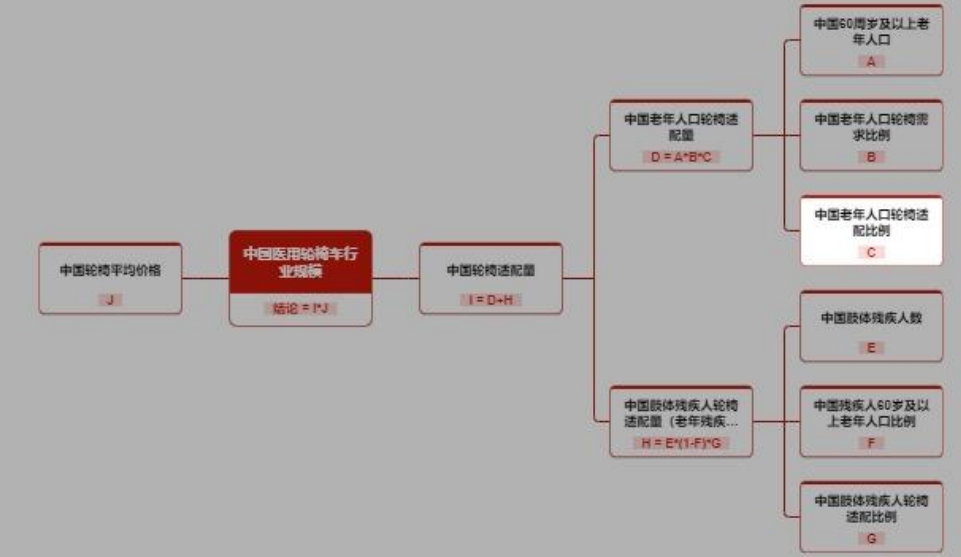 中国60周岁及以上老
年人口
A
中国老年人口轮椅适
配量
D = A*B*C
中国老年人口轮椅需
求比例
B
中国老年人口轮椅适
配比例
C
中国轮椅平均价格
J
中国医用轮椅车行
业规模
结论 = I*J
中国轮椅适配量
I = D+H
中国肢体残疾人数
E
中国肢体残疾人轮椅
适配量（老年残疾...
H = E*(1-F)*G
中国残疾人60岁及以
上老年人口比例
F
中国肢体残疾人轮椅
适配比例
G